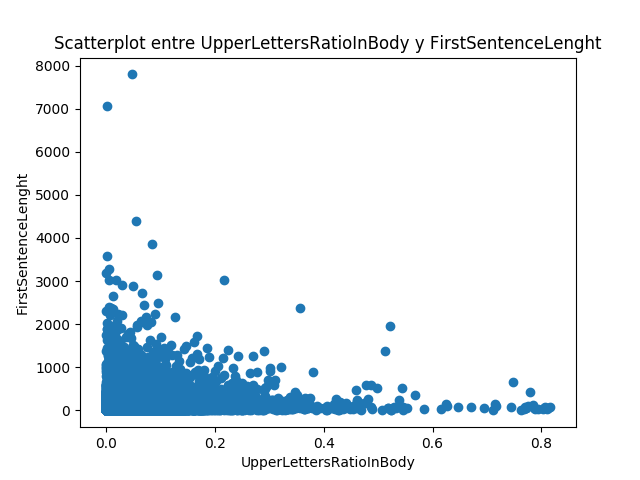 Scatterplot entre UpperLettersRatioInBody y FirstSentenceLenght
8000
7000
6000
5000
4000
3000
2000
1000
0
FirstSentenceLenght
0.0 0.2 0.4 0.6 0.8
UpperLettersRatioInBody